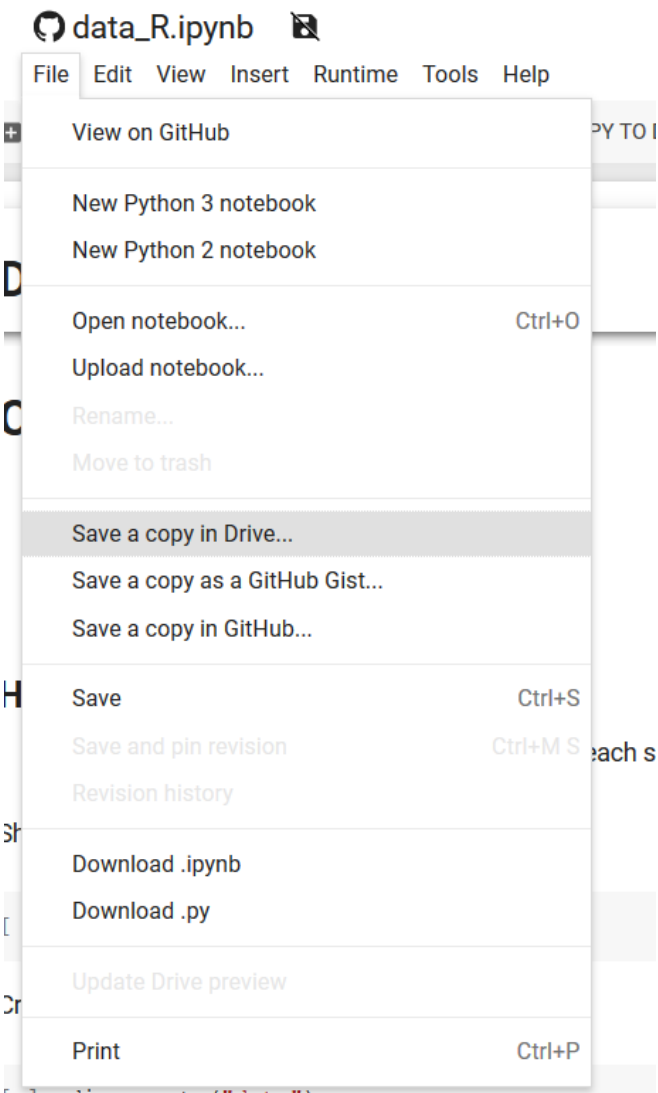 data_R.ipynb
File Edit View Insert Runtime Tools Help
View on GitHub
PY TO
New Python 3 notebook
New Python 2 notebook
Open notebook... Ctrl+O
Upload notebook...
Rename...
Move to trash
Save a copy in Drive...
Save a copy as a GitHub Gist...
Save a copy in GitHub...
Save Ctrl+S
Save and pin revision Ctrl+M S
each s
Revision history
Sh
Download .ipynb
Download .py
Update Drive preview
Cr
Print Ctrl+P